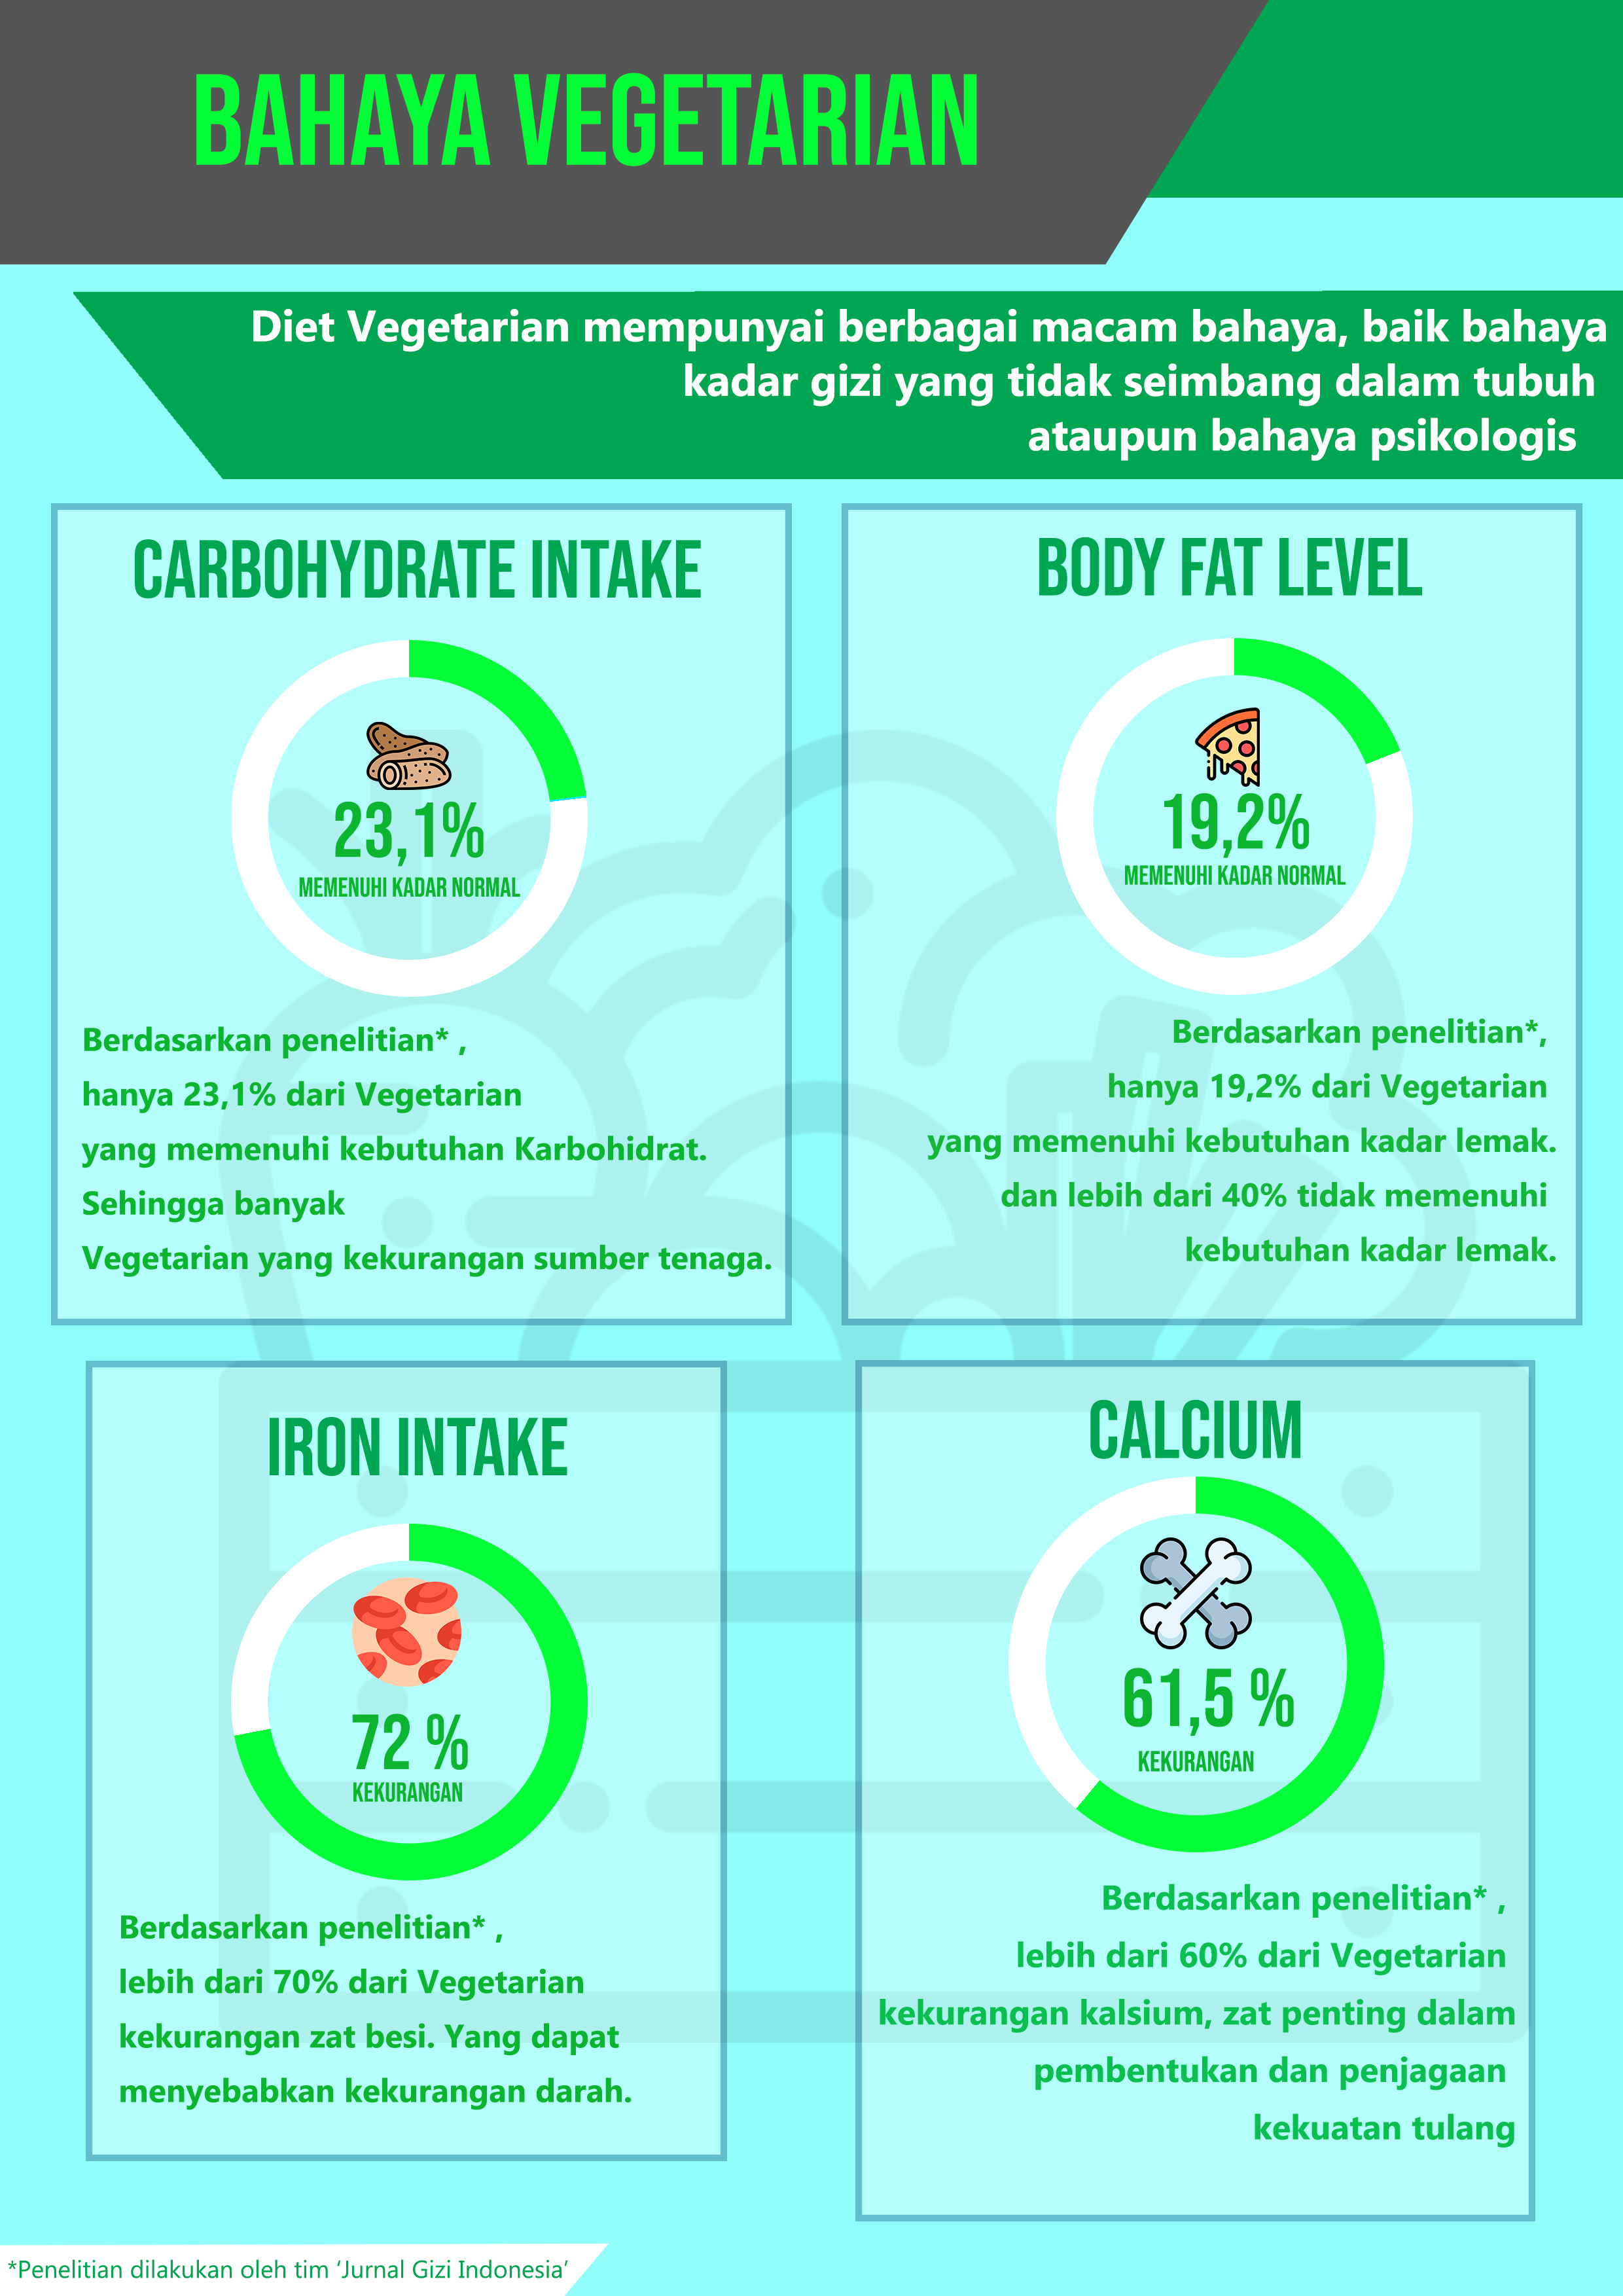 BAHAYA VEGETARIAN
Diet Vegetarian mempunyai berbagai macam bahaya, baik bahaya
kadar gizi yang tidak seimbang dalam tubuh
ataupun bahaya psikologis
CARBOHYDRATE INTAKE
23,1%
MEMENUHI KADAR NORMAL
Berdasarkan penelitian* ,
hanya 23,1% dari Vegetarian
yang memenuhi kebutuhan Karbohidrat.
Sehingga banyak
Vegetarian yang kekurangan sumber tenaga.
BODY FAT LEVEL
19,2%
MEMENUHI KADAR NORMAL
Berdasarkan penelitian*,
hanya 19,2% dari Vegetarian
yang memenuhi kebutuhan kadar lemak.
dan lebih dari 40% tidak memenuhi
kebutuhan kadar lemak.
IRON INTAKE
72 %
KEKURANGAN
Berdasarkan penelitian* ,
lebih dari 70% dari Vegetarian
kekurangan zat besi. Yang dapat
menyebabkan kekurangan darah.
CALCIUM
61,5 %
KEKURANGAN
Berdasarkan penelitian* ,
lebih dari 60% dari Vegetarian
kekurangan kalsium, zat penting dalam
pembentukan dan penjagaan
kekuatan tulang
*Penelitian dilakukan oleh tim ‘Jurnal Gizi Indonesia’